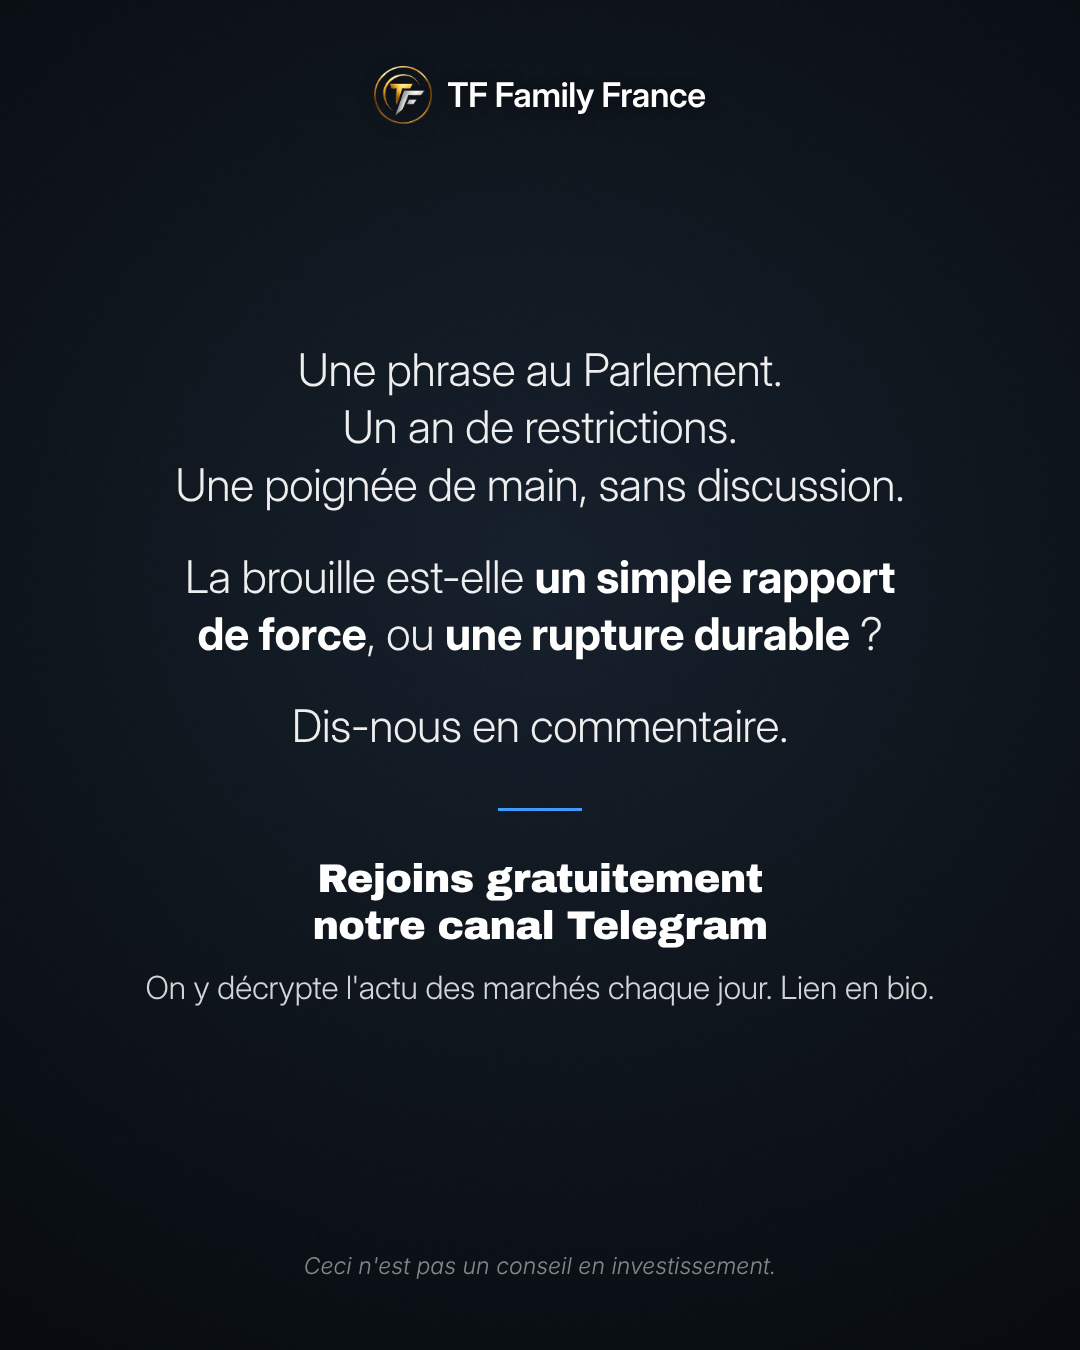 TF TF Family France
Une phrase au Parlement.
Un an de restrictions.
Une poignée de main, sans discussion.
La brouille est-elle un simple rapport
de force, ou une rupture durable ?
Dis-nous en commentaire.
Rejoins gratuitement
notre canal Telegram
On y décrypte l'actu des marchés chaque jour. Lien en bio.
Ceci n'est pas un conseil en investissement.